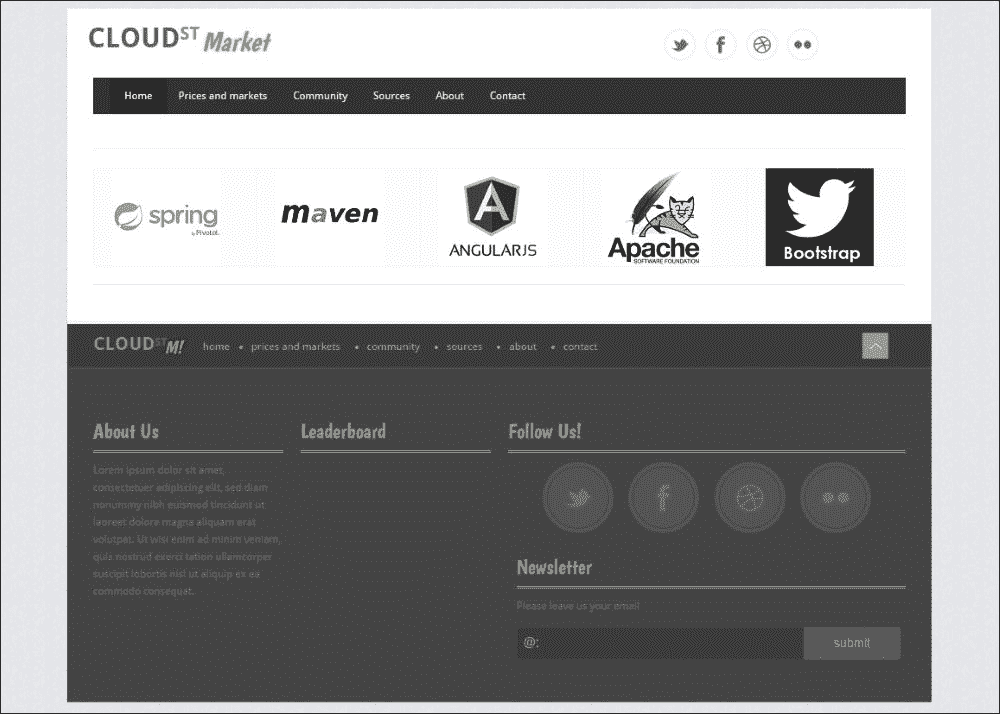 CLOUDST Market
Home Prices and markets Community Sources About Contact
spring
by Pivotal.
maven
ANGULARJS
Apache
SOFTWARE FOUNDATION
Bootstrap
CLOUDSTM! home • prices and markets • community • sources • about • contact
About Us
Lorem ipsum dolor sit amet,
consectetuer adipiscing elit, sed diam
nonummy nibh euismod tincidunt ut
laoreet dolore magna aliquam erat
volutpat. Ut wisi enim ad minim veniam,
quis nostrud exerci tation ullamcorper
suscipit lobortis nisl ut aliquip ex ea
commodo consequat.
Leaderboard
Follow Us!
Newsletter
Please leave us your email
@: submit